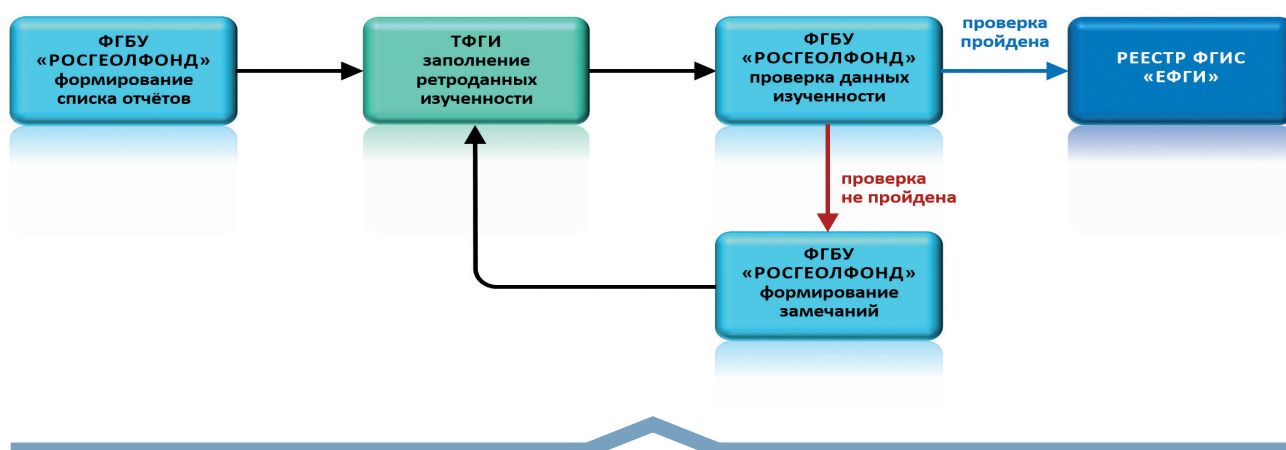 ФГБУ
«РОСГЕОЛФОНД»
формирование
списка отчётов
ТФГИ
заполнение
ретроданных
изученности
ФГБУ
«РОСГЕОЛФОНД»
проверка данных
изученности
проверка
пройдена
РЕЕСТР ФГИС
«ЕФГИ»
проверка
не пройдена
ФГБУ
«РОСГЕОЛФОНД»
формирование
замечаний